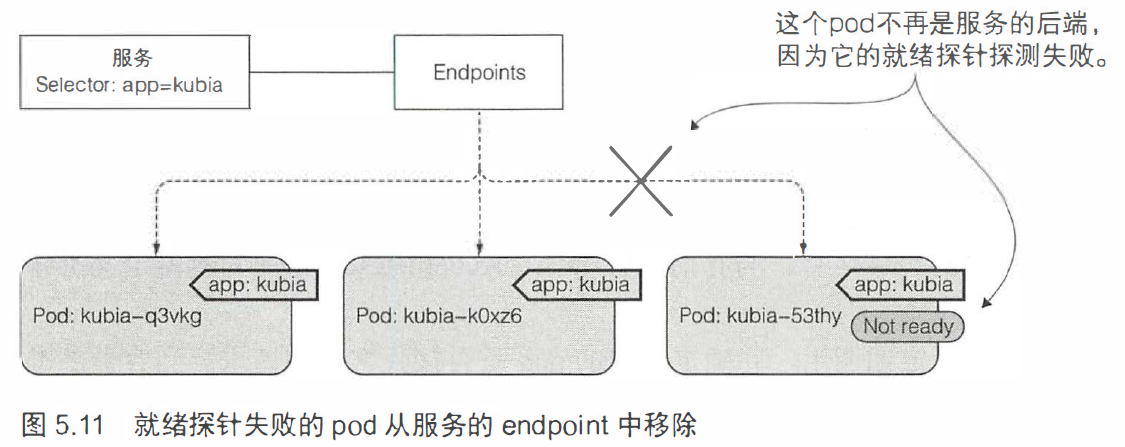 服务
Selector: app=kubia
Endpoints
这个pod不再是服务的后端，
因为它的就绪探针探测失败。
app: kubia
Pod: kubia-q3vkg
app: kubia
Pod: kubia-k0xz6
app: kubia
Pod: kubia-53thy
Not ready
图 5.11 就绪探针失败的 pod 从服务的 endpoint 中移除